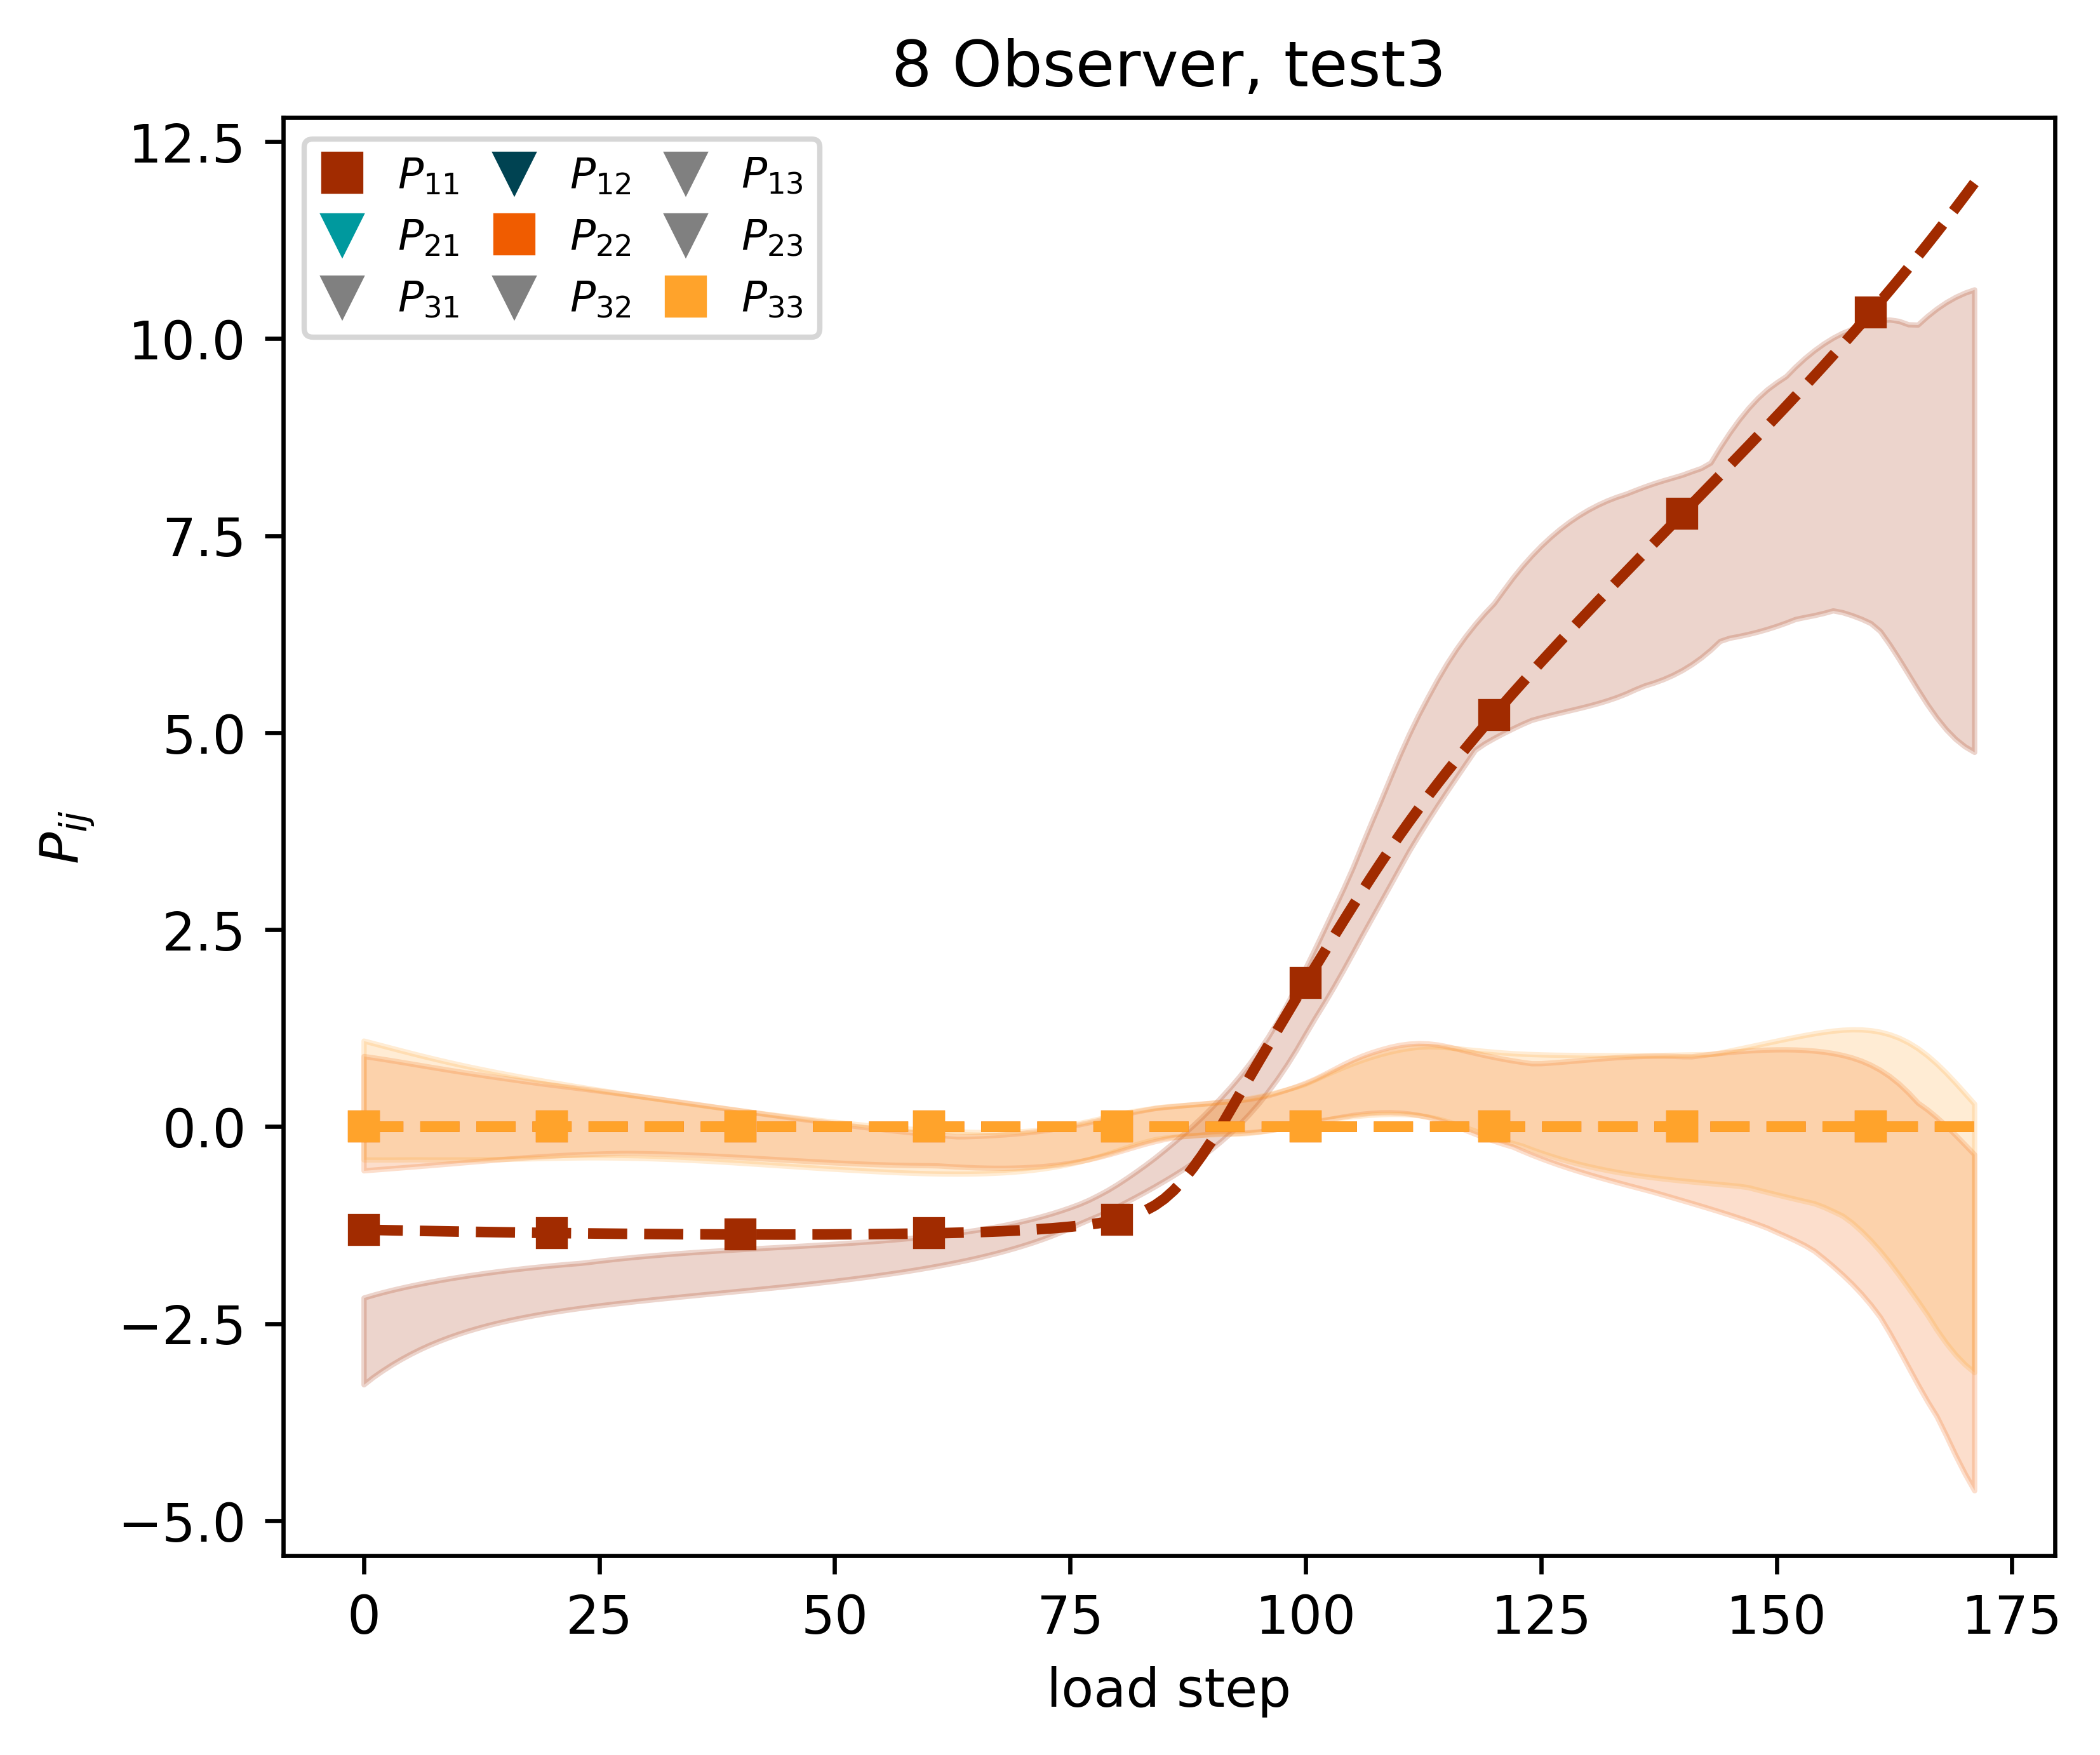 8 Observer, test3
P11 P12 P13
P21 P22 P23
P31 P32 P33
12.5
10.0
7.5
5.0
2.5
0.0
−2.5
−5.0
Pij
0 25 50 75 100 125 150 175
load step